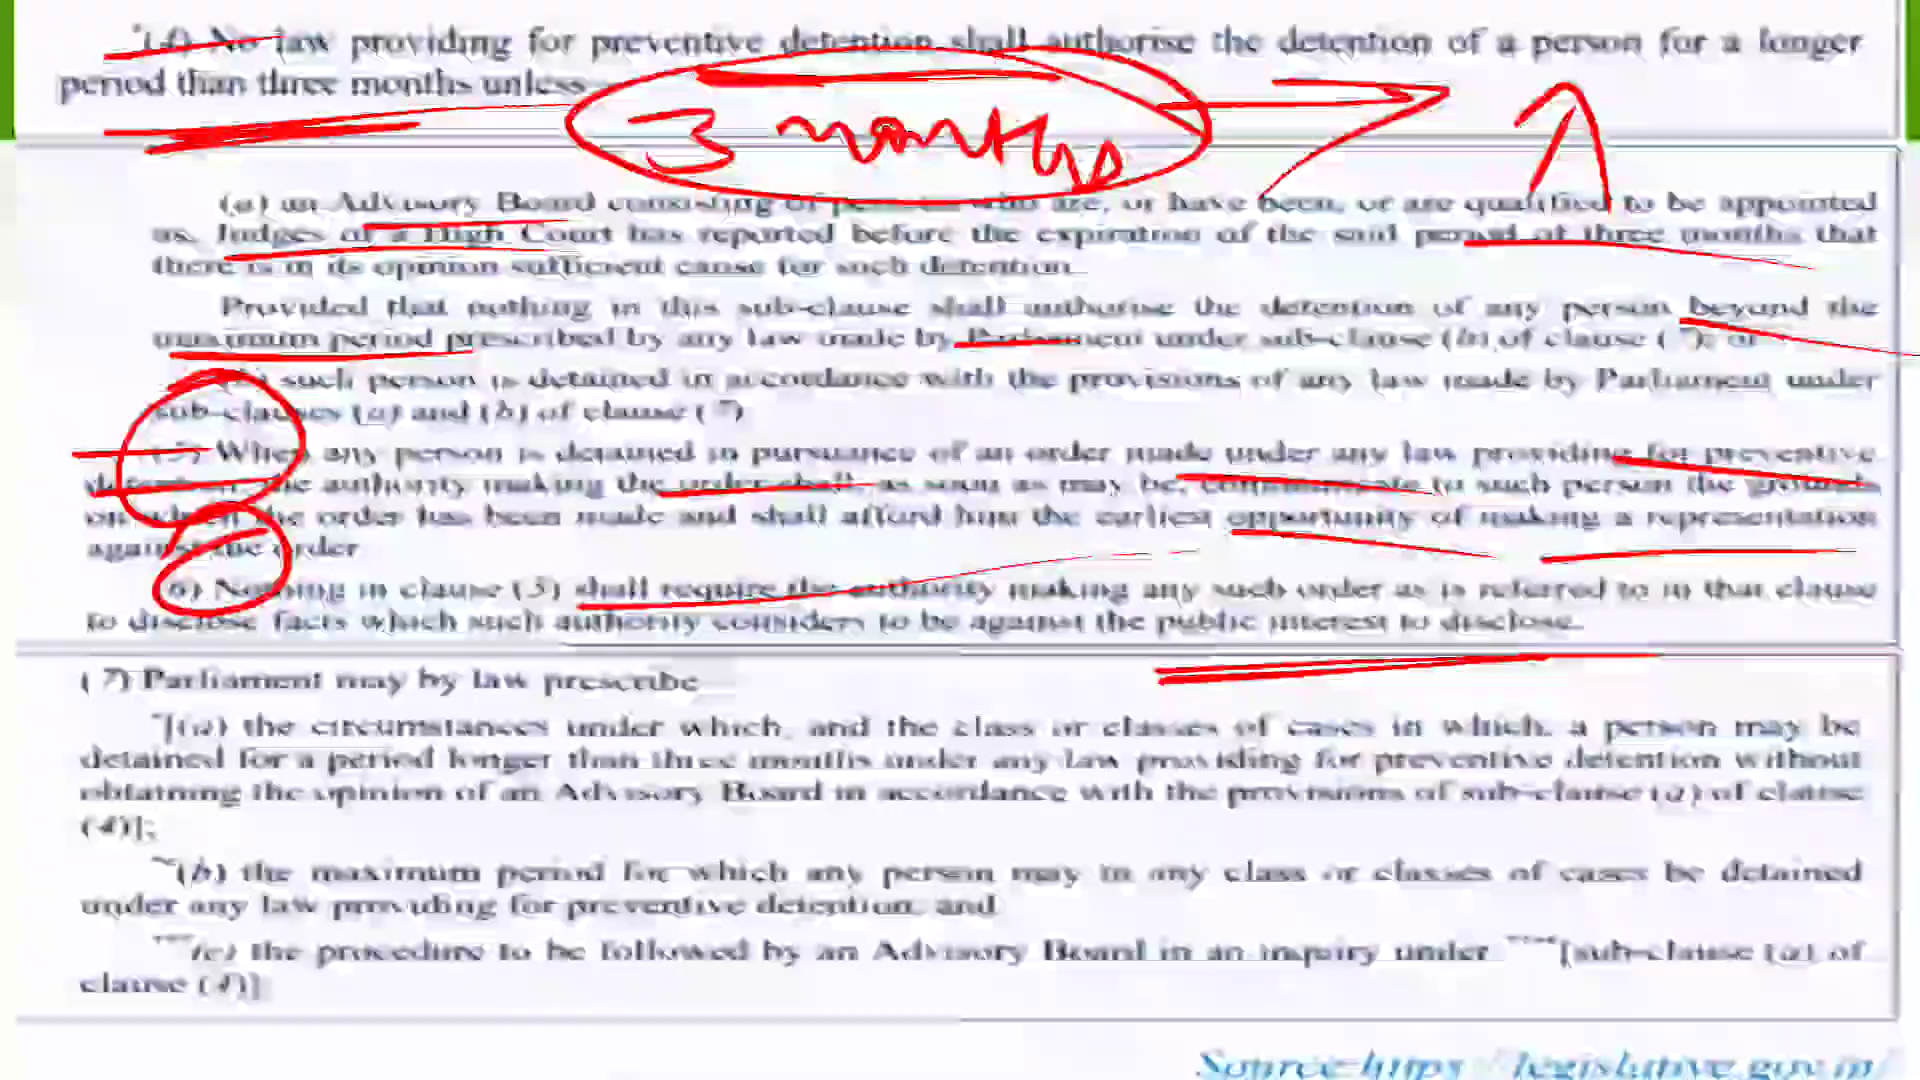 *(4) No law providing for preventive detention shall authorise the detention of a person for a longer
period than three months unless—
3 months
(a) an Advisory Board consisting of persons who are, or have been, or are qualified to be appointed
as, Judges of a High Court has reported before the expiration of the said period of three months that
there is in its opinion sufficient cause for such detention:
Provided that nothing in this sub-clause shall authorise the detention of any person beyond the
maximum period prescribed by any law made by Parliament under sub-clause (b) of clause (7); or
(b) such person is detained in accordance with the provisions of any law made by Parliament under
sub-clauses (a) and (b) of clause (7).
(5) When any person is detained in pursuance of an order made under any law providing for preventive
detention, the authority making the order shall, as soon as may be, communicate to such person the grounds
on which the order has been made and shall afford him the earliest opportunity of making a representation
against the order.
(6) Nothing in clause (5) shall require the authority making any such order as is referred to in that clause
to disclose facts which such authority considers to be against the public interest to disclose.
(7) Parliament may by law prescribe—
*[(a) the circumstances under which, and the class or classes of cases in which, a person may be
detained for a period longer than three months under any law providing for preventive detention without
obtaining the opinion of an Advisory Board in accordance with the provisions of sub-clause (a) of clause
(4)];
**(b) the maximum period for which any person may in any class or classes of cases be detained
under any law providing for preventive detention; and
***(c) the procedure to be followed by an Advisory Board in an inquiry under ****[sub-clause (a) of
clause (4)]
Source:https://legislative.gov.in/